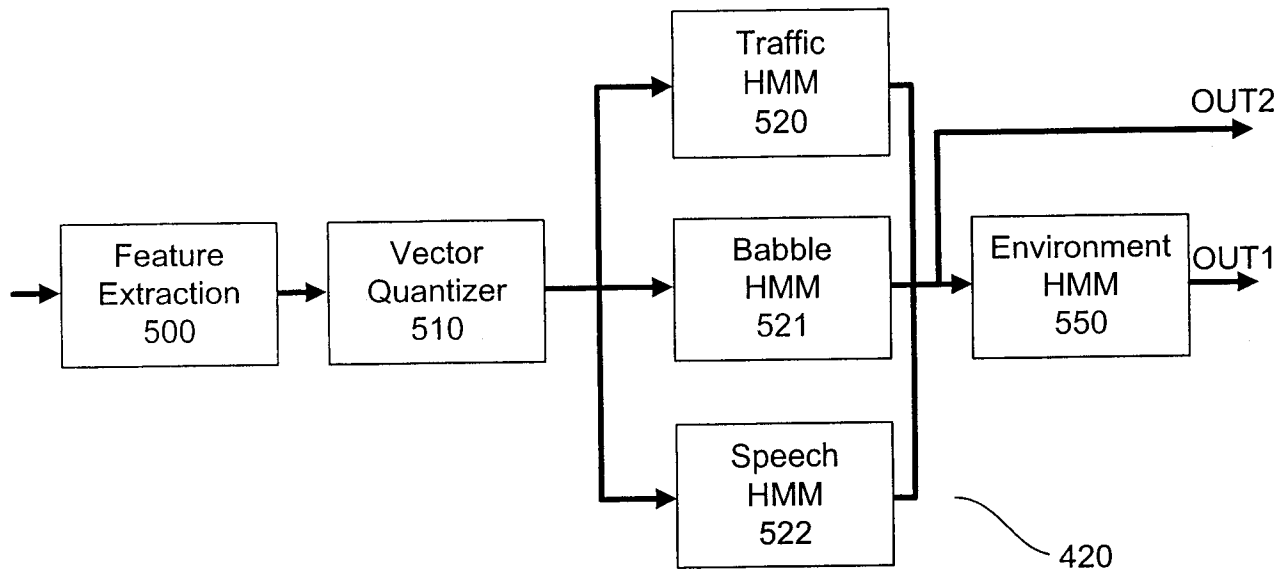 Traffic
HMM
520
OUT2
Feature
Extraction
500
Vector
Quantizer
510
Babble
HMM
521
Environment
HMM
550
OUT1
Speech
HMM
522
420